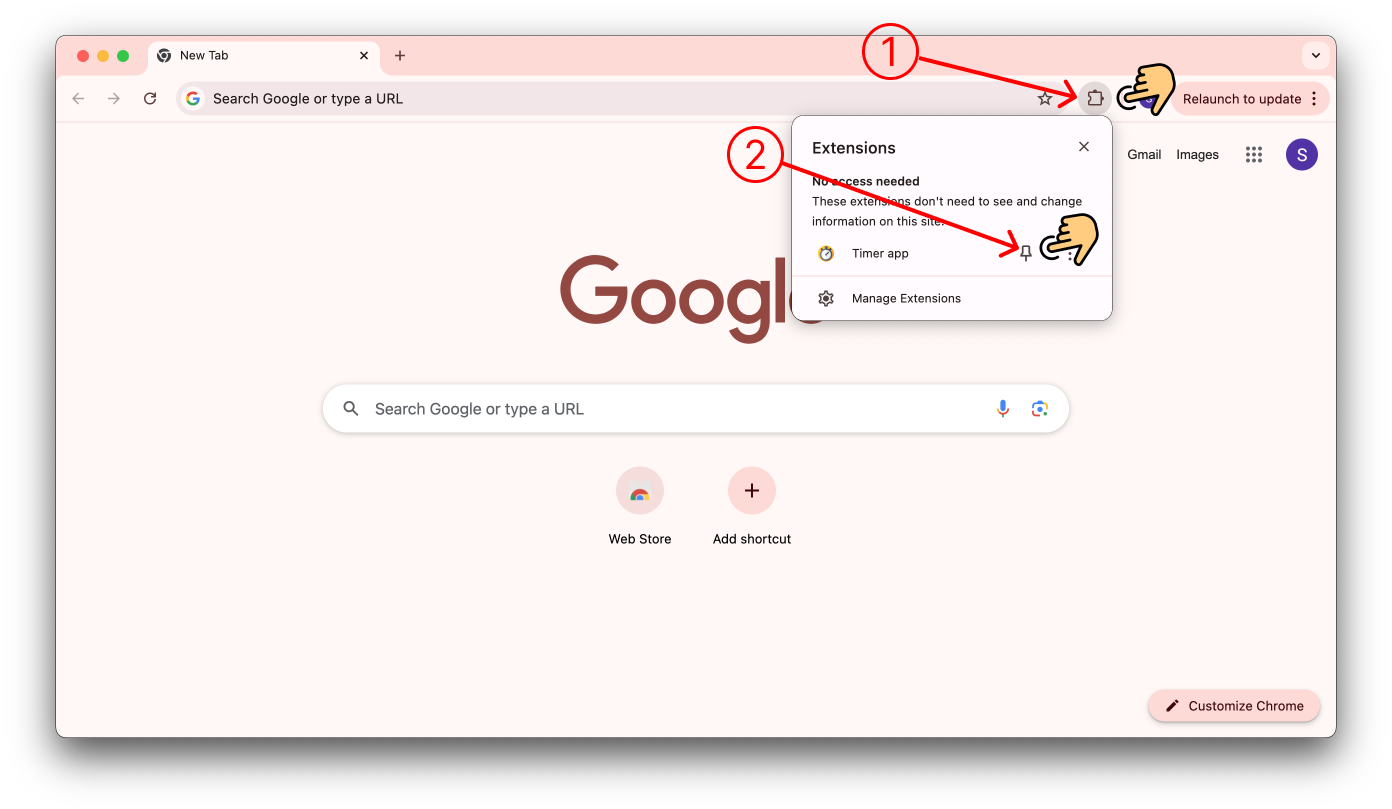 New Tab
1
Search Google or type a URL
Relaunch to update
2
Extensions
Gmail
Images
S
No access needed
These extensions don't need to see and change
information on this site.
Timer app
Manage Extensions
Google
Search Google or type a URL
Web Store
Add shortcut
Customize Chrome